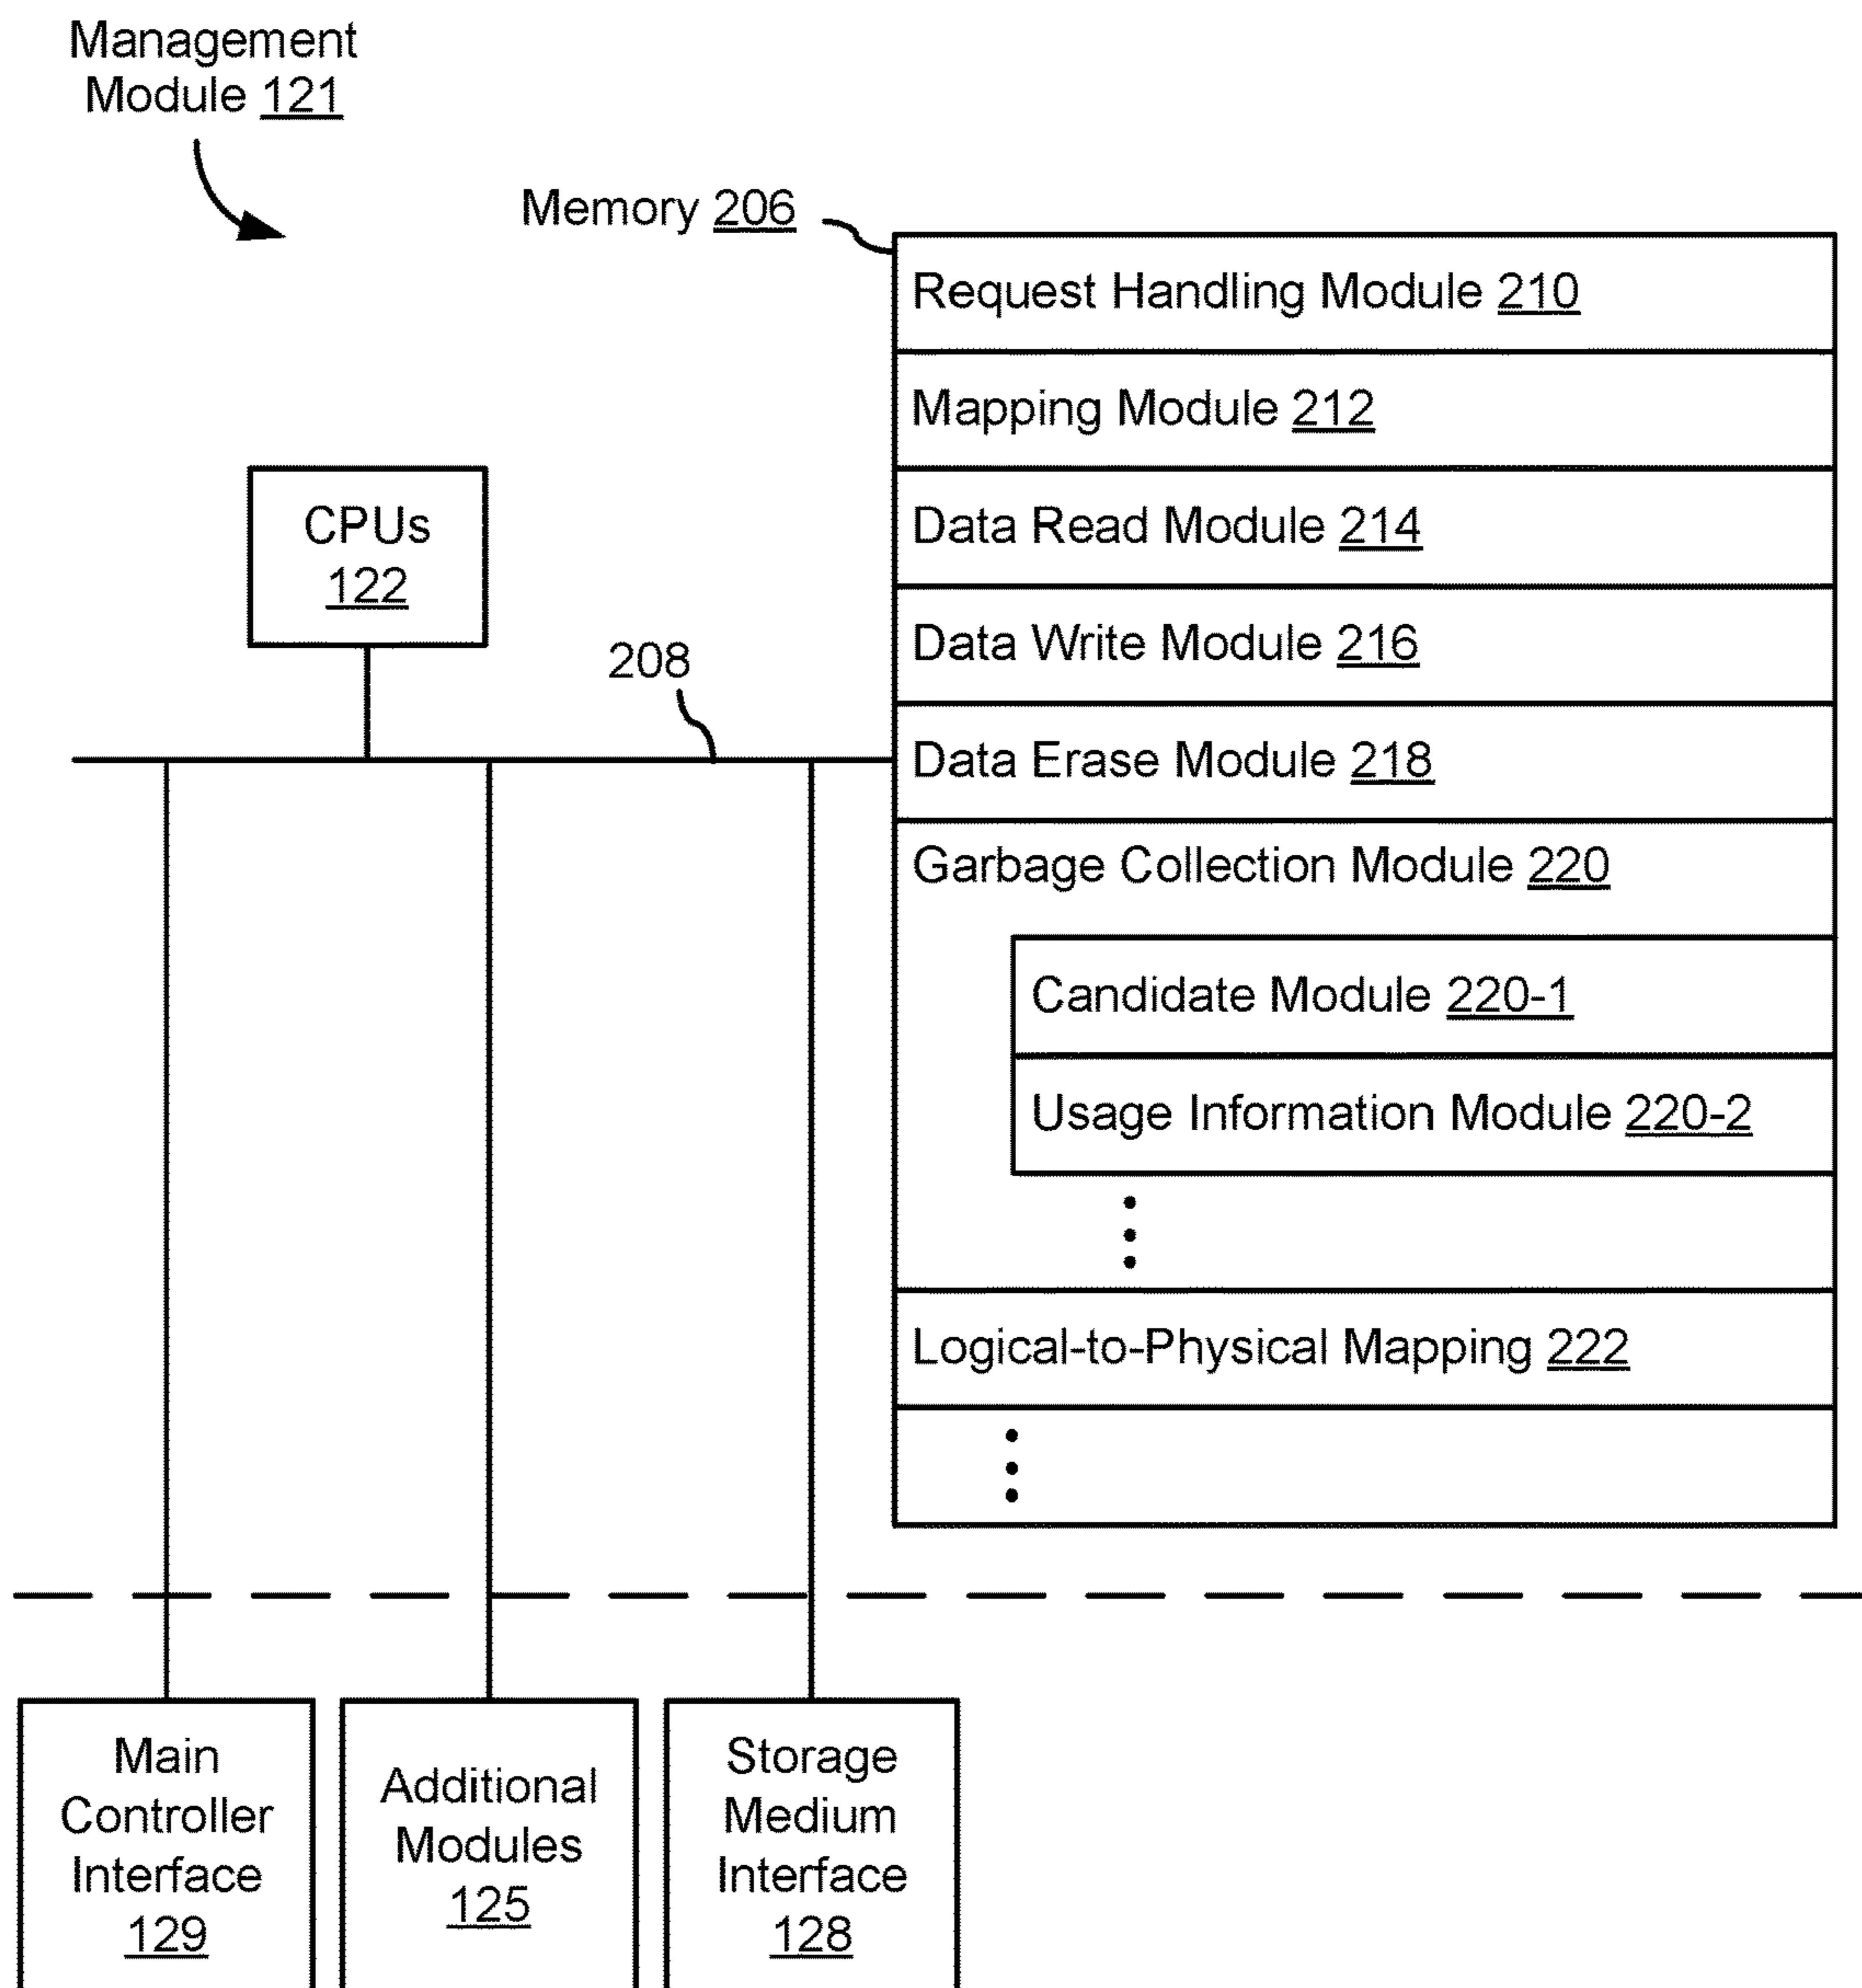 Management
Module 121
Memory 206
Request Handling Module 210
Mapping Module 212
Data Read Module 214
Data Write Module 216
Data Erase Module 218
Garbage Collection Module 220
Candidate Module 220-1
Usage Information Module 220-2
Logical-to-Physical Mapping 222
CPUs
122
208
Main
Controller
Interface
129
Additional
Modules
125
Storage
Medium
Interface
128